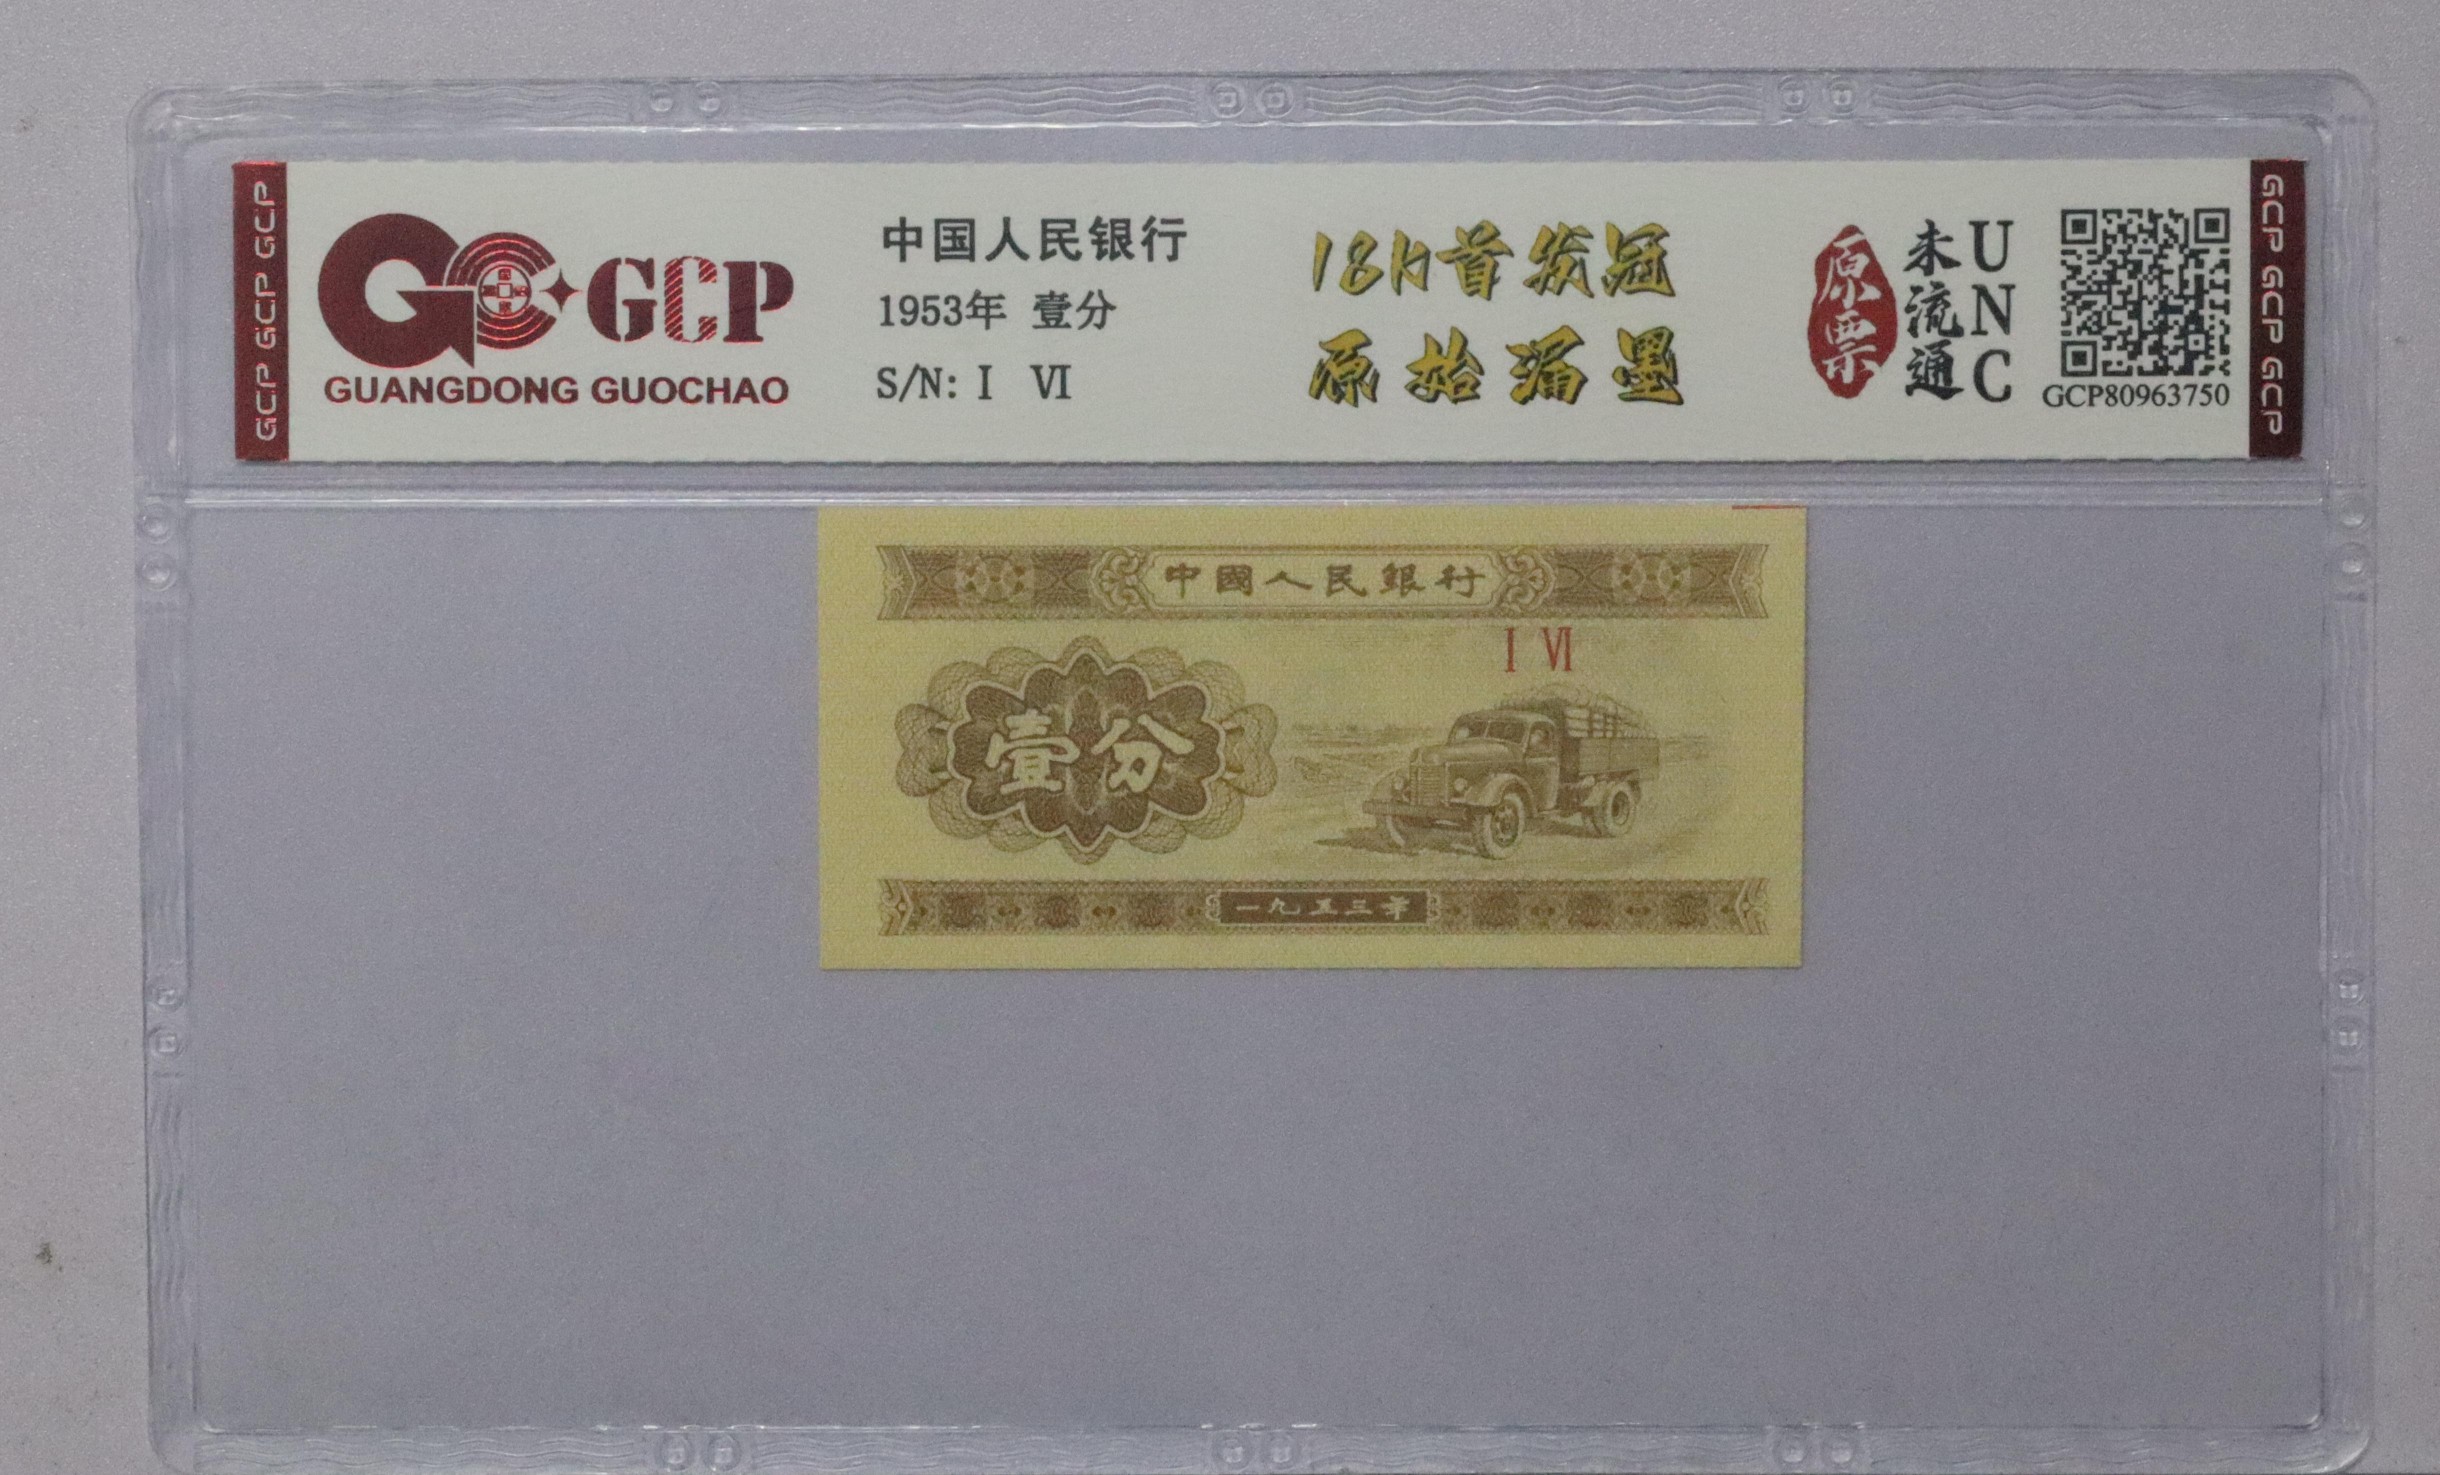 GCP GCP GCP
GCP
GUANGDONG GUOCHAO
中国人民银行
1953年 壹分
S/N: I VI
18k首发冠
原始漏墨
原票
未流通
UNC
GCP80963750
GCP GCP GCP
中國人民銀行
I VI
壹分
一九五三年